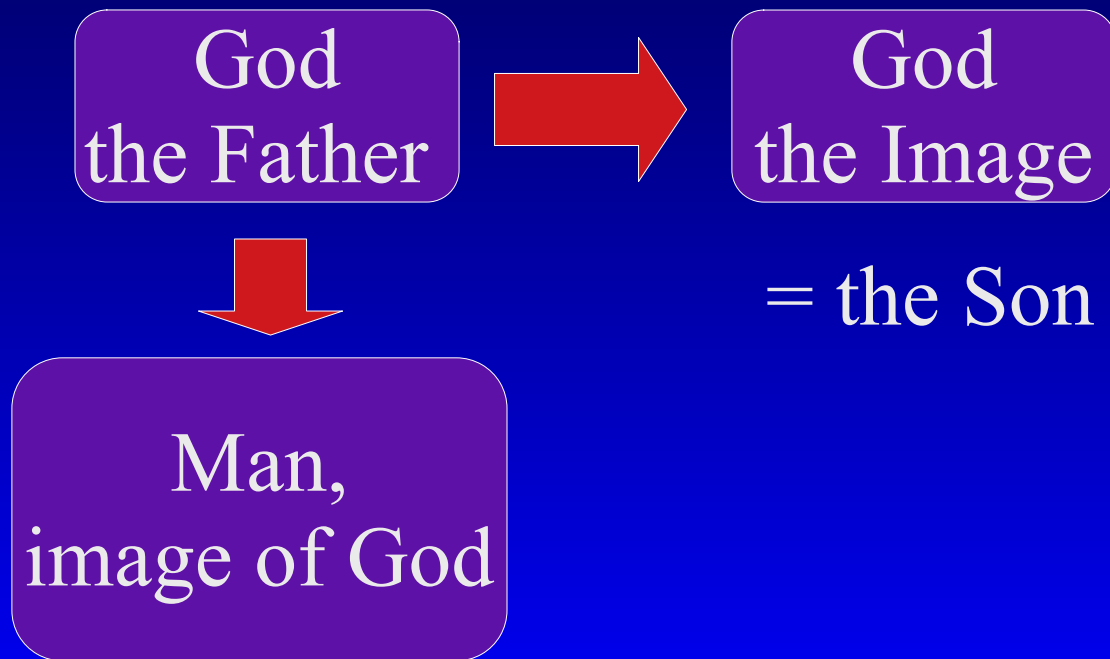 God
the Father
God
the Image
= the Son
Man,
image of God